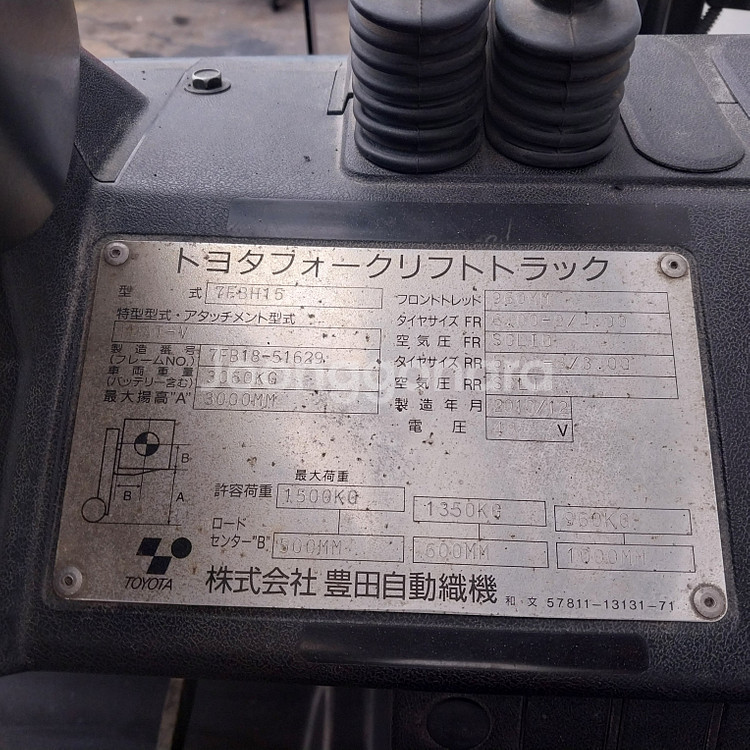 トヨタフォークリフトトラック
型 式 7FBH15
特型型式・アタッチメント型式
製造番号 (フレームNO.) 7FB18-51629
車両重量 (バッテリー含む) 3160KG
最大揚高"A" 3000MM
フロントトレッド
タイヤサイズ FR
空気圧 FR SOLID
タイヤサイズ RR
空気圧 RR
製造年月
電圧 V
B
B
A
最大荷重
許容荷重 1500KG 1350KG
ロードセンター"B" 500MM 600MM 1000MM
TOYOTA 株式会社 豊田自動織機
和 文 57811-13131-71